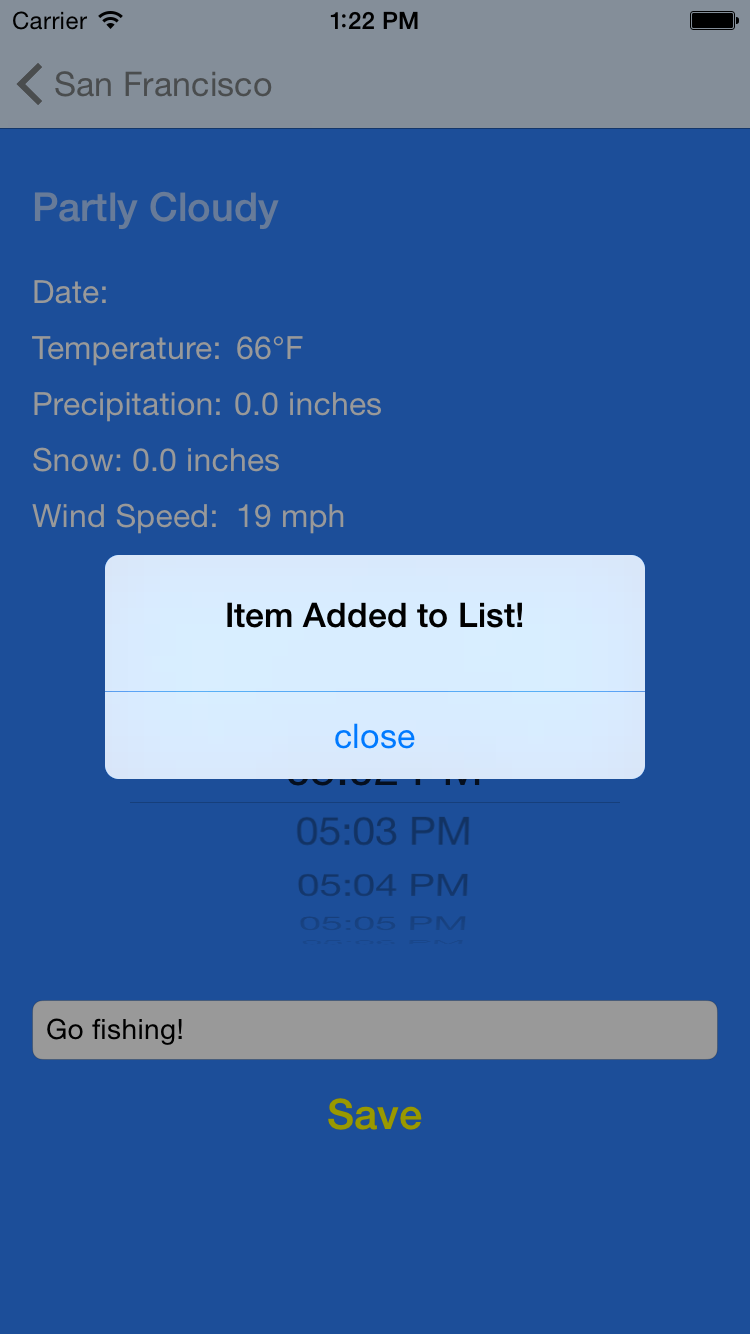 Carrier 1:22 PM
San Francisco
Partly Cloudy
Date:
Temperature: 66°F
Precipitation: 0.0 inches
Snow: 0.0 inches
Wind Speed: 19 mph
Item Added to List!
close
05:03 PM
05:04 PM
05:05 PM
Go fishing!
Save